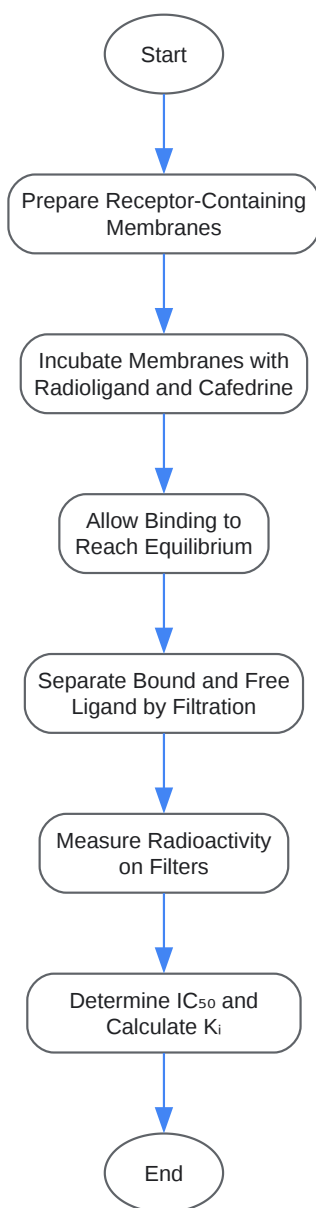 Start
Prepare Receptor-Containing
Membranes
Incubate Membranes with
Radioligand and Cafedrine
Allow Binding to
Reach Equilibrium
Separate Bound and Free
Ligand by Filtration
Measure Radioactivity
on Filters
Determine IC₅₀ and
Calculate Kᵢ
End